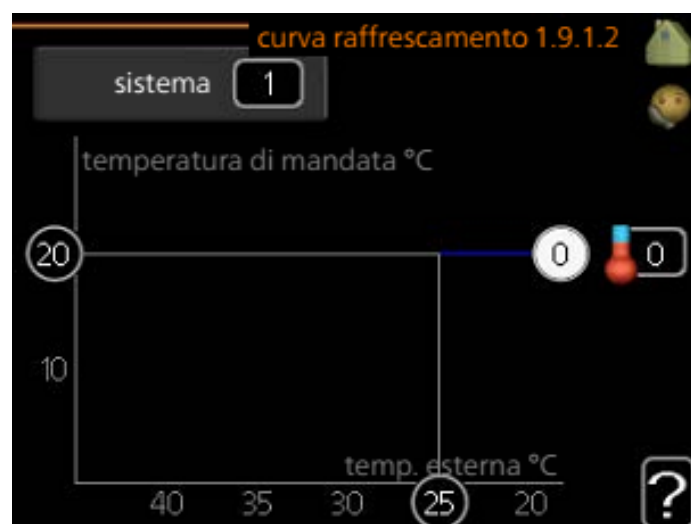 curva raffrescamento 1.9.1.2
sistema 1
temperatura di mandata °C
20 0 0
10
temp. esterna °C
40 35 30 25 20
?